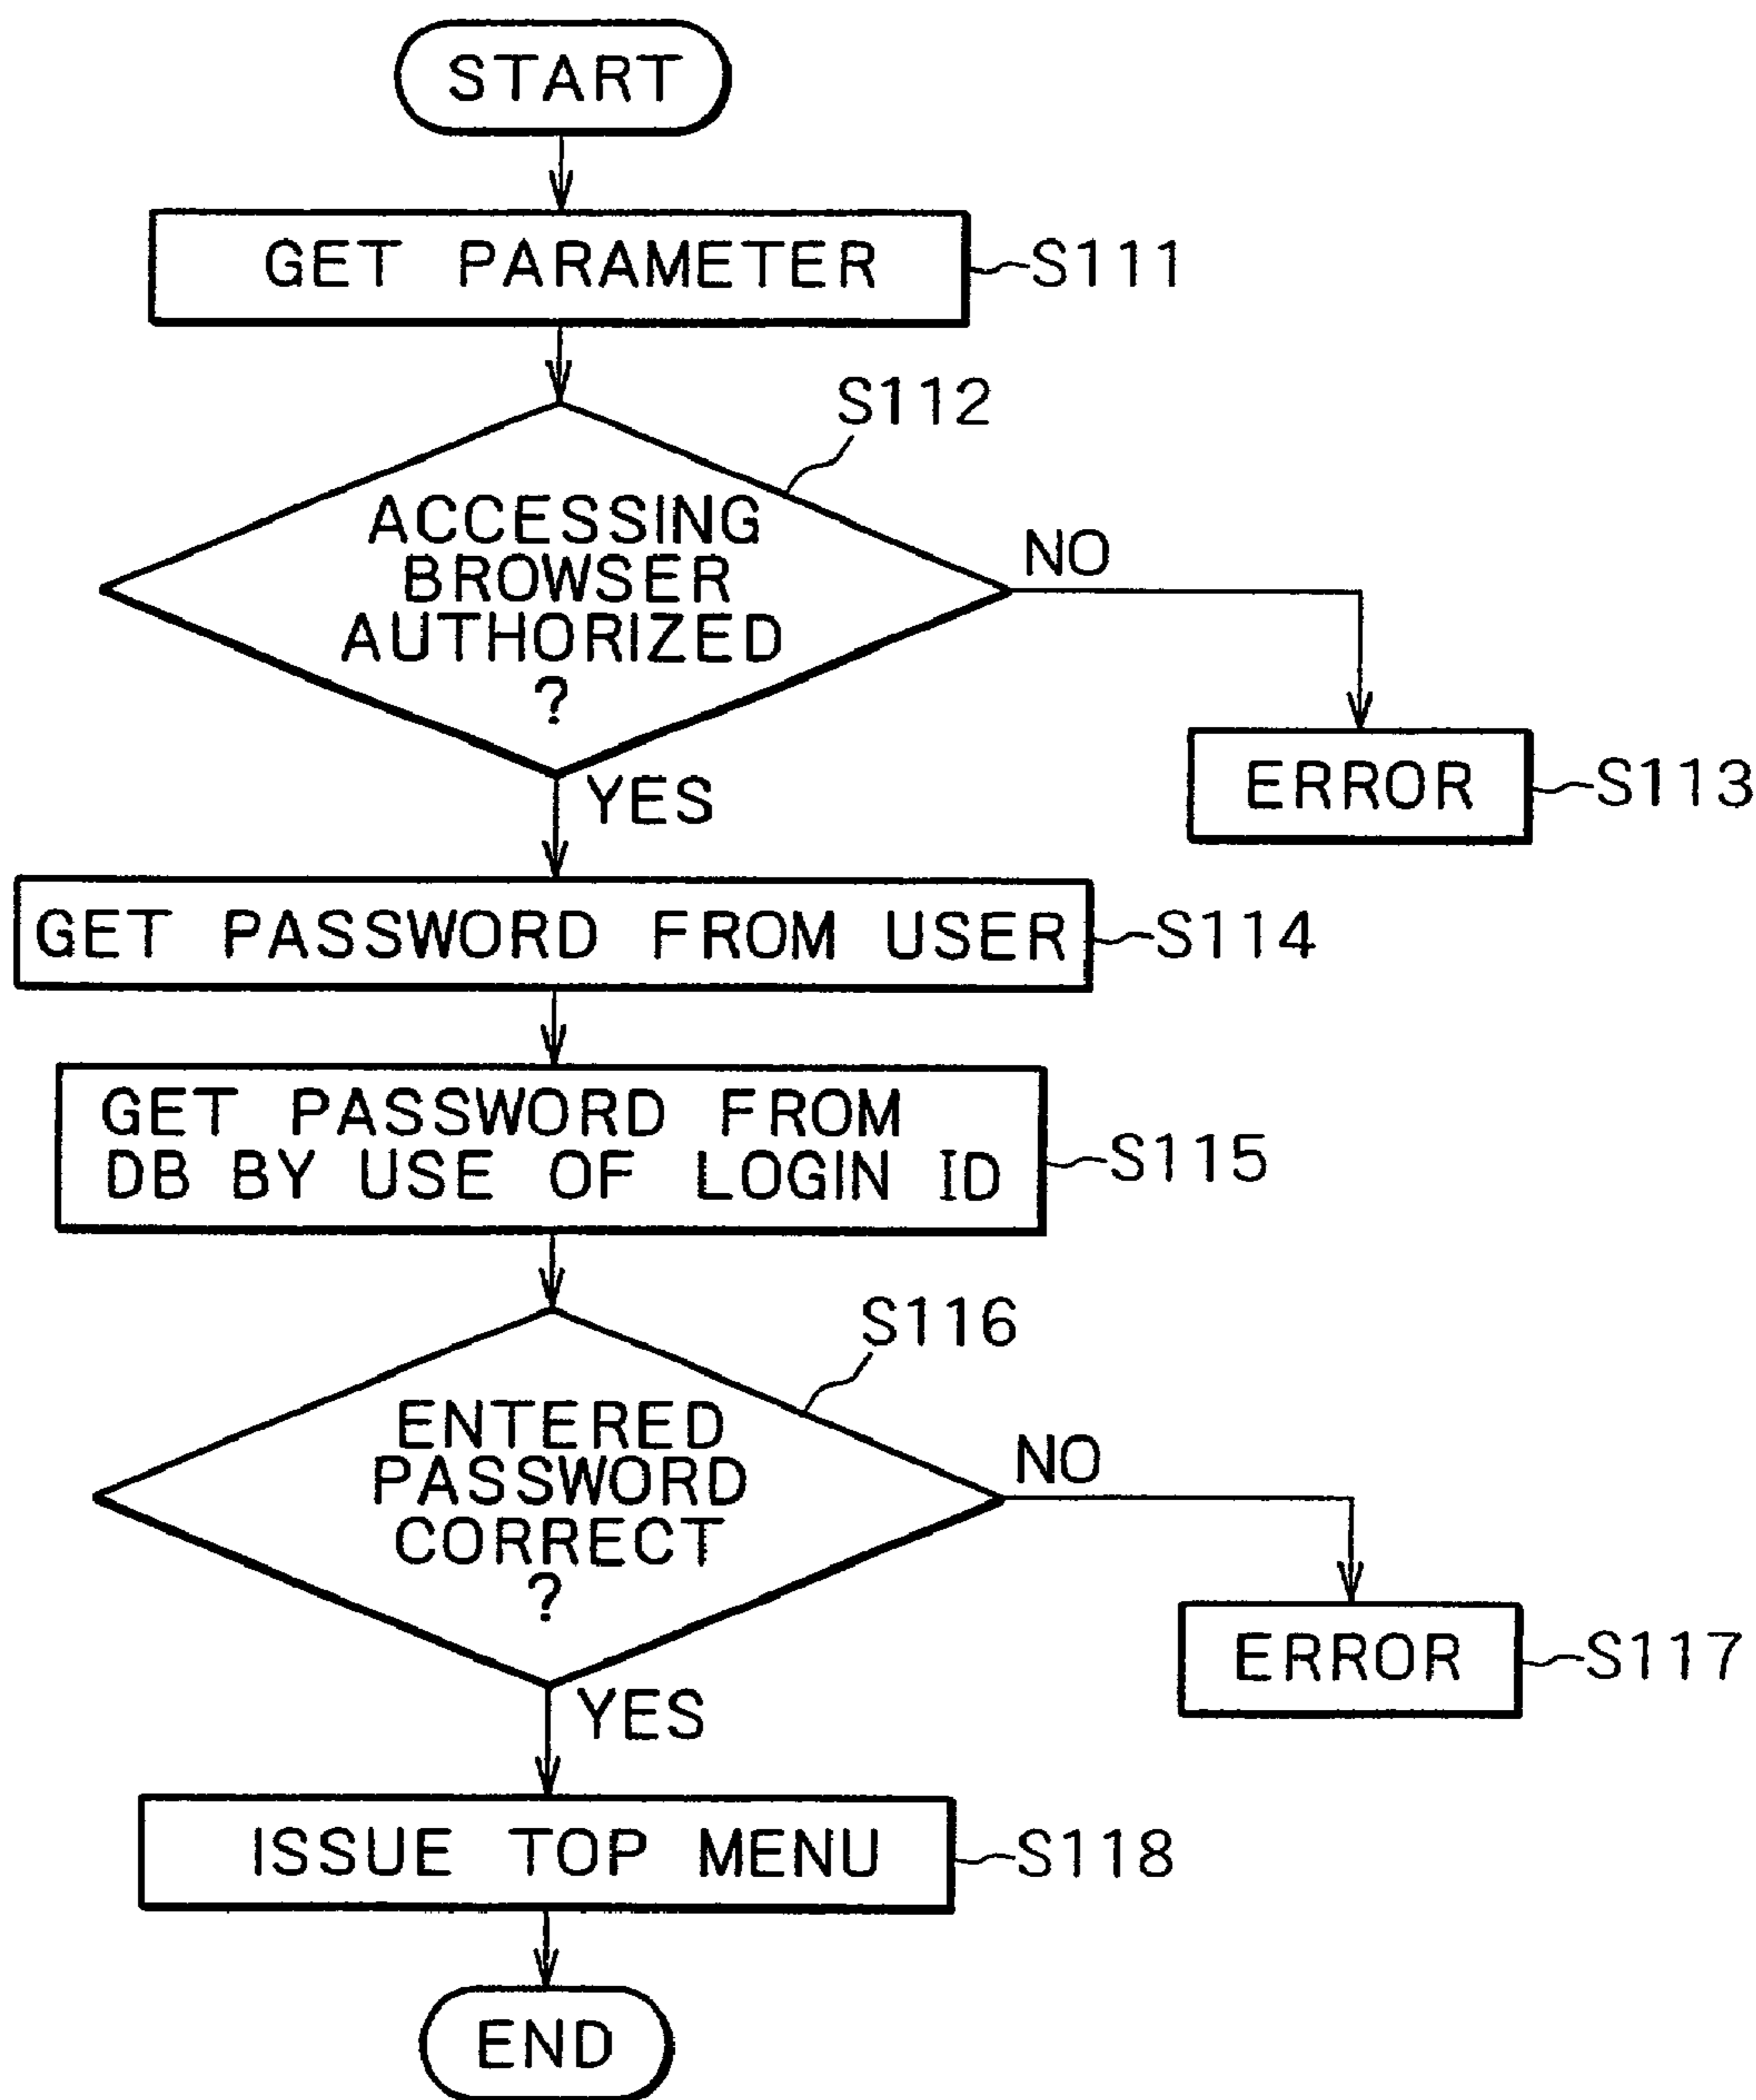 START
GET PARAMETER
S111
S112
ACCESSING
BROWSER
AUTHORIZED
?
NO
YES
ERROR
S113
GET PASSWORD FROM USER
S114
GET PASSWORD FROM
DB BY USE OF LOGIN ID
S115
S116
ENTERED
PASSWORD
CORRECT
?
NO
YES
ERROR
S117
ISSUE TOP MENU
S118
END